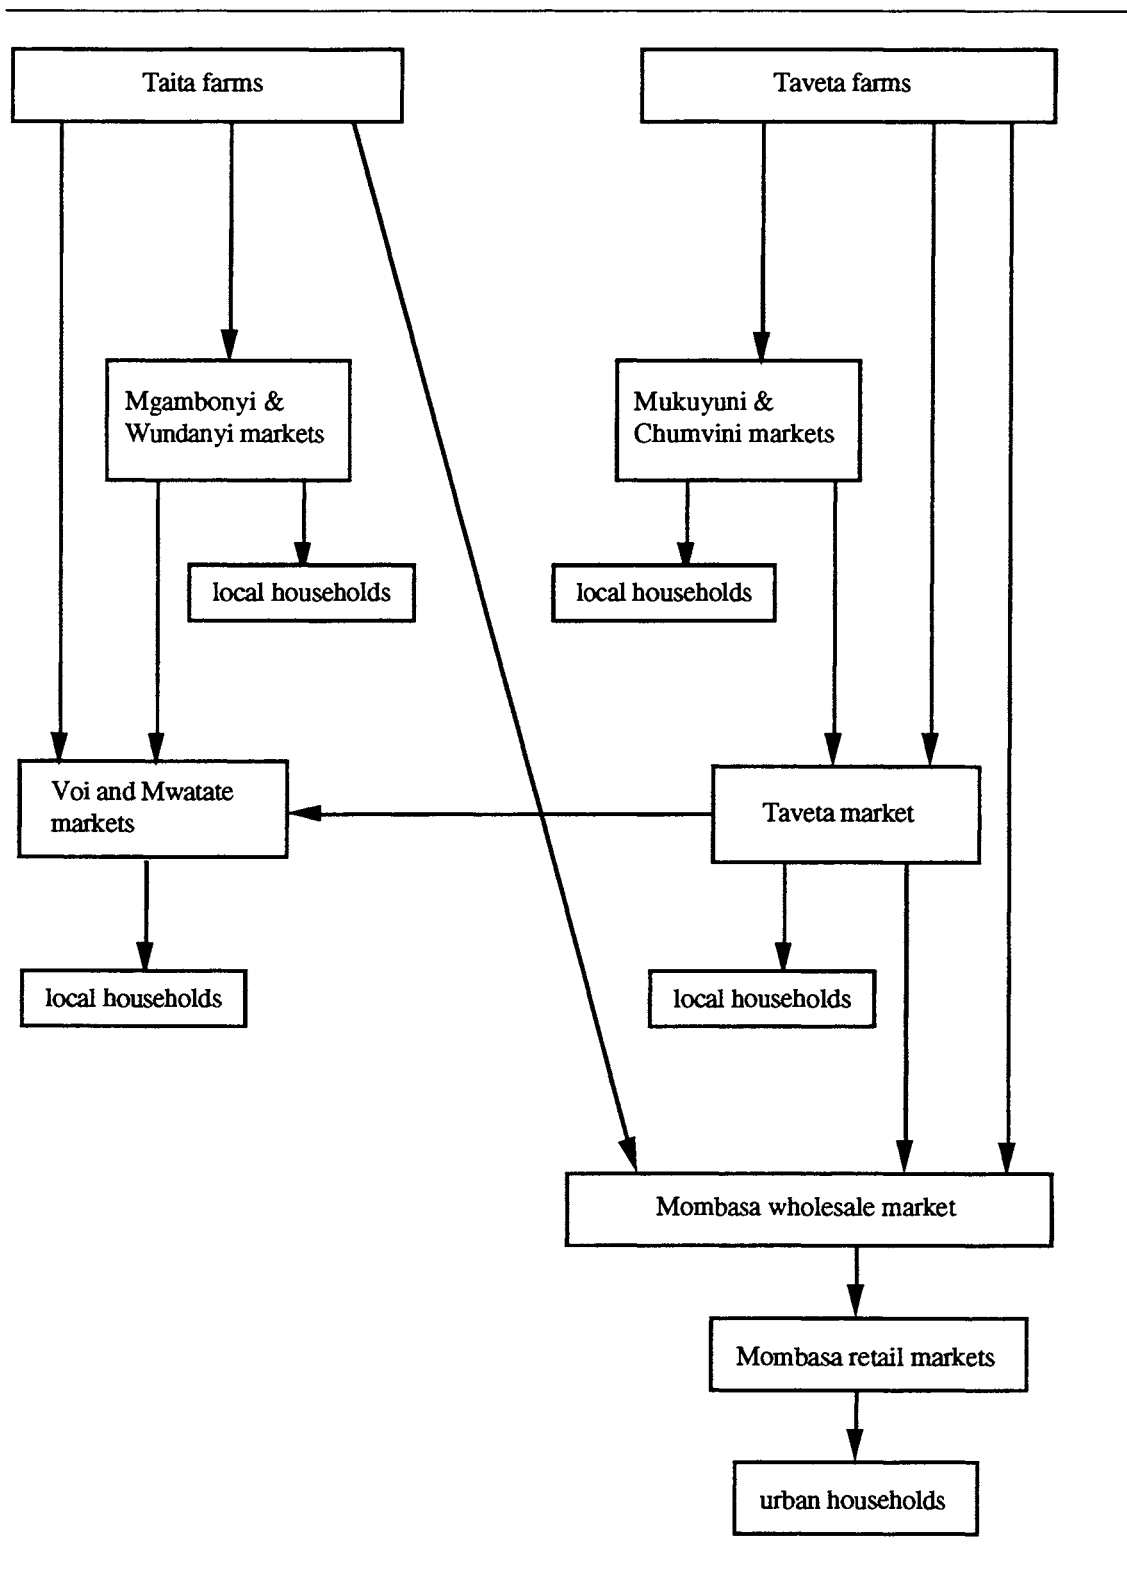 Taita farms
Taveta farms
Mgambonyi &
Wundanyi markets
Mukuyuni &
Chumvini markets
local households
local households
Voi and Mwatate
markets
Taveta market
local households
local households
Mombasa wholesale market
Mombasa retail markets
urban households